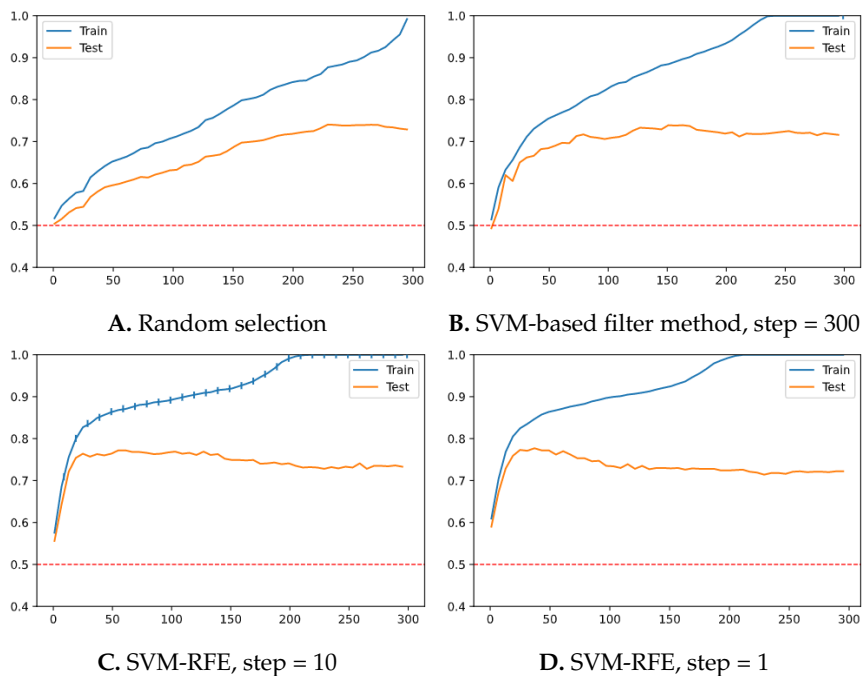 1.0
0.9
0.8
0.7
0.6
0.5
0.4
Train
Test
0 50 100 150 200 250 300
A. Random selection
1.0
0.9
0.8
0.7
0.6
0.5
0.4
Train
Test
0 50 100 150 200 250 300
B. SVM-based filter method, step = 300
1.0
0.9
0.8
0.7
0.6
0.5
0.4
Train
Test
0 50 100 150 200 250 300
C. SVM-RFE, step = 10
1.0
0.9
0.8
0.7
0.6
0.5
0.4
Train
Test
0 50 100 150 200 250 300
D. SVM-RFE, step = 1